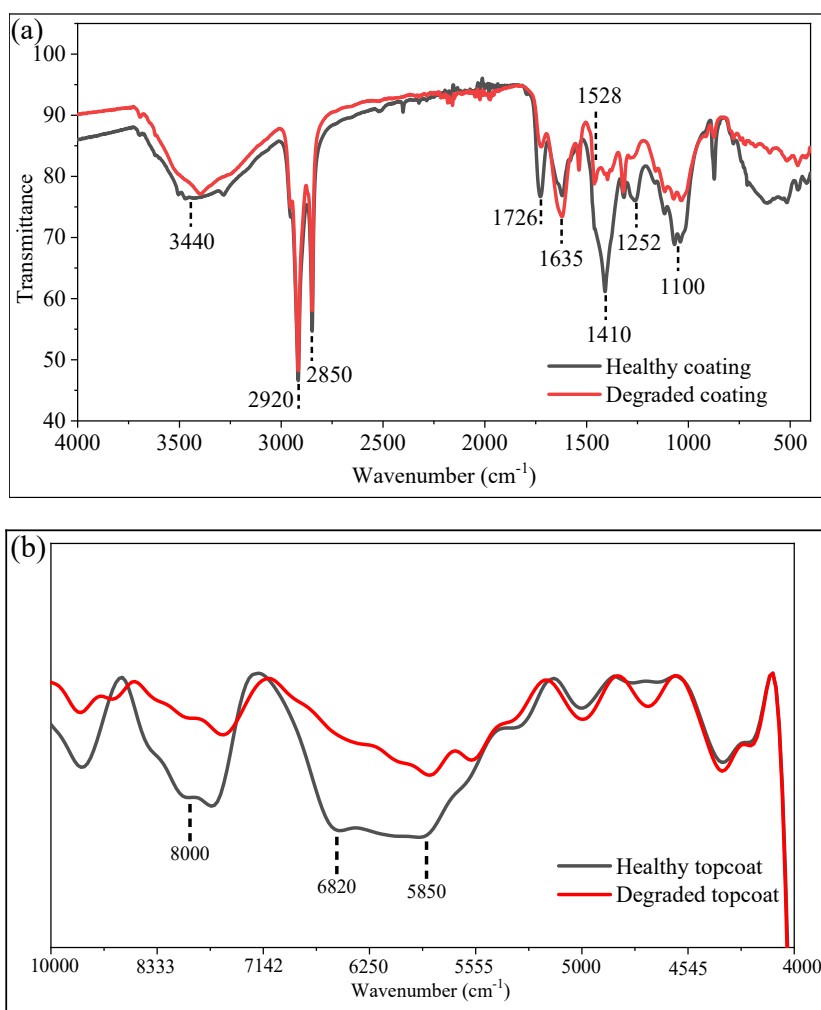 (a)
100
90
80
70
60
50
40
Transmittance
1528
3440
1726
1635
1252
1100
1410
2850
2920
Healthy coating
Degraded coating
4000 3500 3000 2500 2000 1500 1000 500
Wavenumber (cm⁻¹)
(b)
8000
6820
5850
Healthy topcoat
Degraded topcoat
10000 8333 7142 6250 5555 5000 4545 4000
Wavenumber (cm⁻¹)